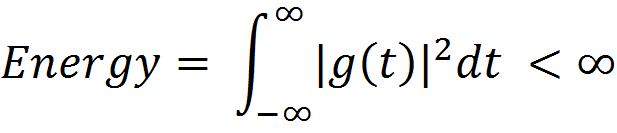 Energy = ∫_{-∞}^{∞} |g(t)|² dt < ∞